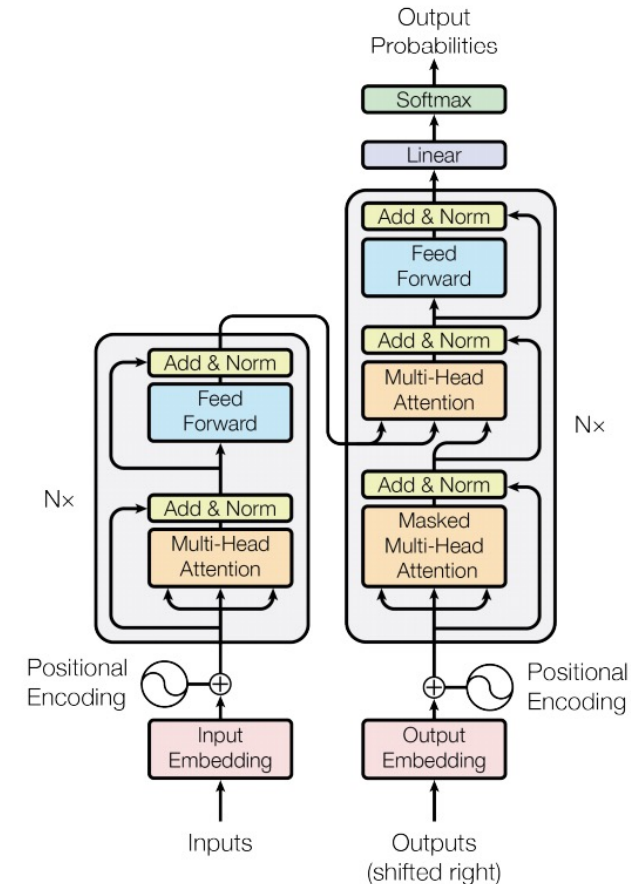 Output
Probabilities
Softmax
Linear
Add & Norm
Feed
Forward
Add & Norm
Multi-Head
Attention
Nx
Add & Norm
Masked
Multi-Head
Attention
Add & Norm
Feed
Forward
Nx
Add & Norm
Multi-Head
Attention
Positional
Encoding
Positional
Encoding
Input
Embedding
Output
Embedding
Inputs
Outputs
(shifted right)